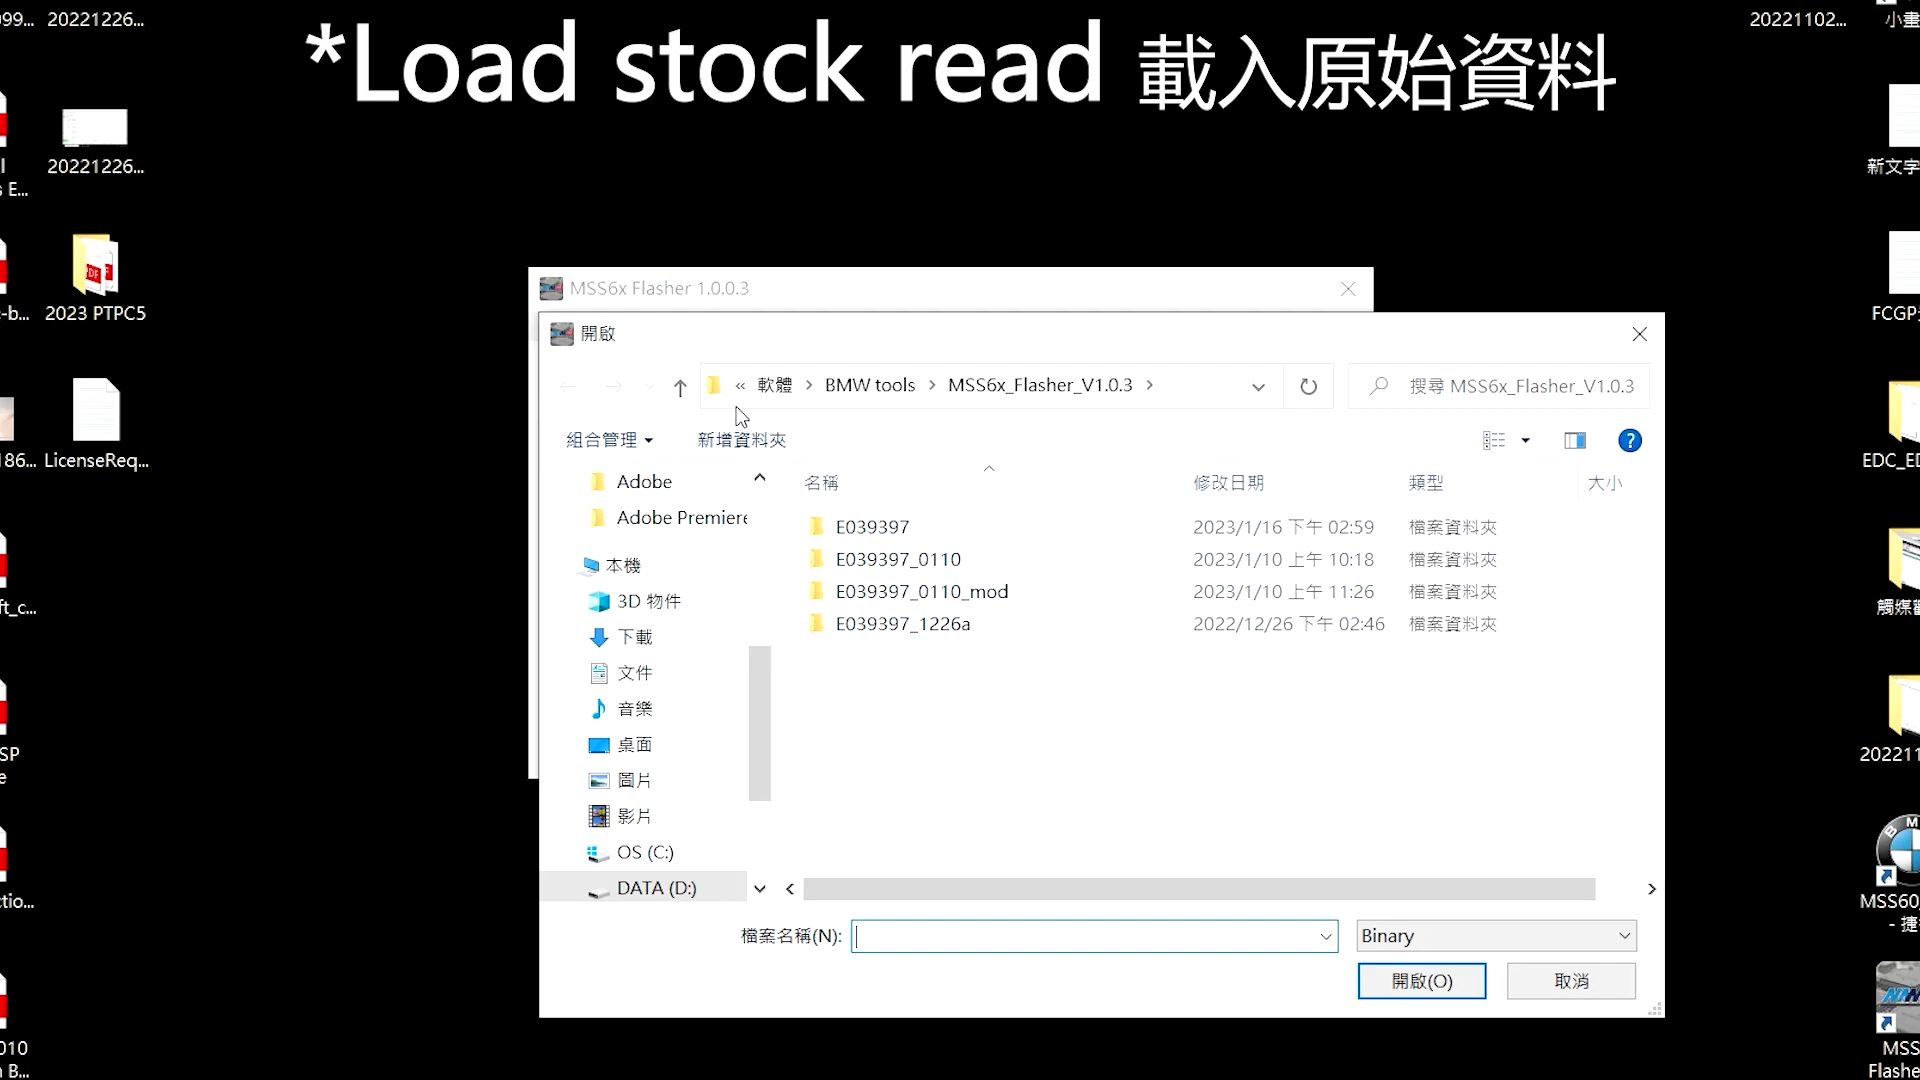 *Load stock read 載入原始資料
20221226...
20221102...
20221226...
2023 PTPC5
LicenseReq...
MSS6x Flasher 1.0.0.3
開啟
« 軟體 › BMW tools › MSS6x_Flasher_V1.0.3 ›
搜尋 MSS6x_Flasher_V1.0.3
組合管理
新增資料夾
Adobe
Adobe Premiere
本機
3D 物件
下載
文件
音樂
桌面
圖片
影片
OS (C:)
DATA (D:)
名稱 修改日期 類型 大小
E039397 2023/1/16 下午 02:59 檔案資料夾
E039397_0110 2023/1/10 上午 10:18 檔案資料夾
E039397_0110_mod 2023/1/10 上午 11:26 檔案資料夾
E039397_1226a 2022/12/26 下午 02:46 檔案資料夾
檔案名稱(N):
Binary
開啟(O)
取消
新文字
FCGP
EDC_ED
202211
MSS60
- 捷
MSS
Flashe